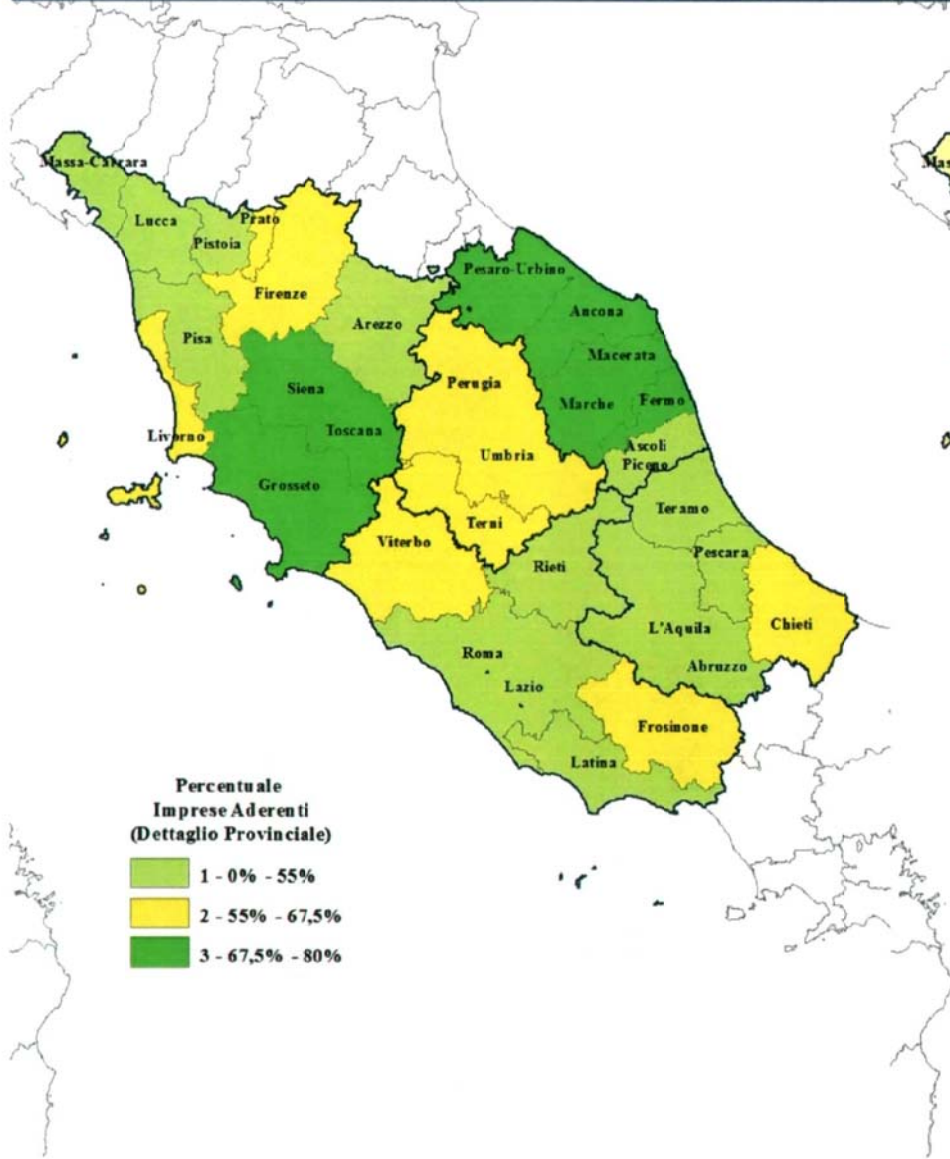 Massa-Carrara
Mas
Lucca
Prato
Pistoia
Firenze
Pesaro-Urbino
Ancona
Arezzo
Pisa
Macerata
Siena
Perugia
Marche
Fermo
Toscana
Livorno
Umbria
Ascoli
Piceno
Grosseto
Teramo
Terni
Viterbo
Pescara
Rieti
L'Aquila
Chieti
Roma
Abruzzo
Lazio
Frosinone
Latina
Percentuale
Imprese Aderenti
(Dettaglio Provinciale)
1 - 0% - 55%
2 - 55% - 67,5%
3 - 67,5% - 80%